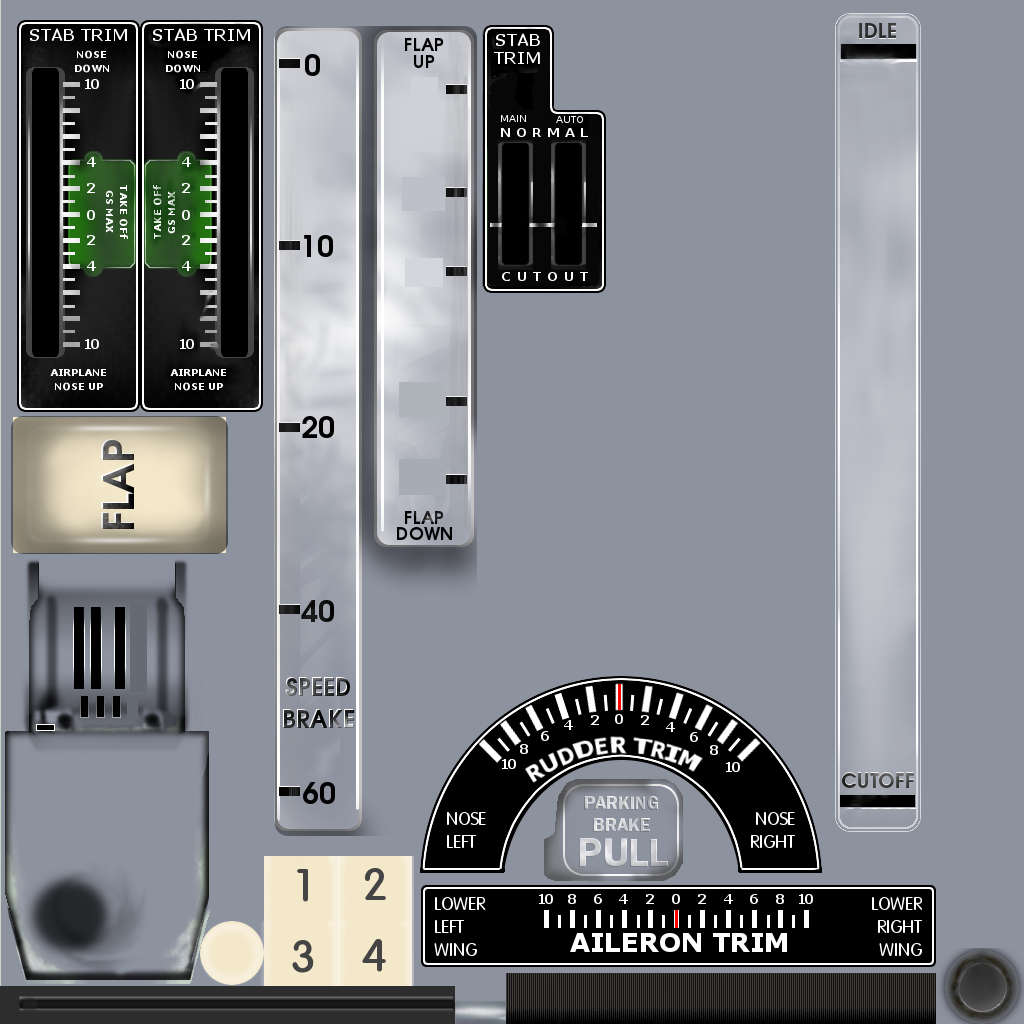 STAB TRIM
NOSE
DOWN
10
4
2
0
2
4
10
TAKE OFF
GS MAX
AIRPLANE
NOSE UP
STAB TRIM
NOSE
DOWN
10
4
2
0
2
4
10
TAKE OFF
GS MAX
AIRPLANE
NOSE UP
0
10
20
40
SPEED
BRAKE
60
FLAP
UP
FLAP
DOWN
STAB
TRIM
MAIN AUTO
NORMAL
CUTOUT
IDLE
CUTOFF
FLAP
10 8 6 4 2 0 2 4 6 8 10
RUDDER TRIM
NOSE
LEFT
NOSE
RIGHT
PARKING
BRAKE
PULL
1 2
3 4
LOWER
LEFT
WING
10 8 6 4 2 0 2 4 6 8 10
AILERON TRIM
LOWER
RIGHT
WING